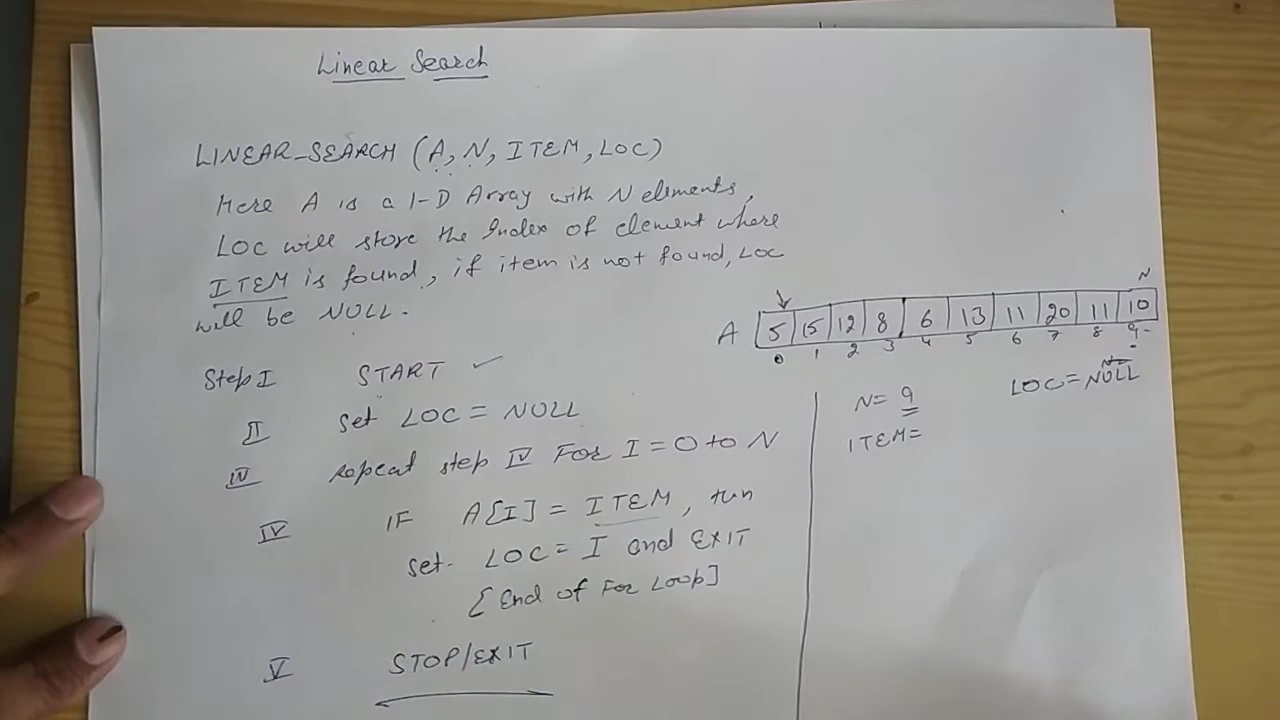 Linear Search
LINEAR-SEARCH (A, N, ITEM, LOC)
Here A is a 1-D Array with N elements,
LOC will store the Index of element where
ITEM is found, if item is not found, LOC
will be NULL.
Step I START ✓
II Set LOC = NULL
III Repeat step IV For I = 0 to N
IV IF A[I] = ITEM, then
Set LOC = I and EXIT
[End of For Loop]
V STOP/EXIT
N
A 5 15 12 8 6 13 11 20 11 10
0 1 2 3 4 5 6 7 8 9
N = 9
LOC = NULL
ITEM =